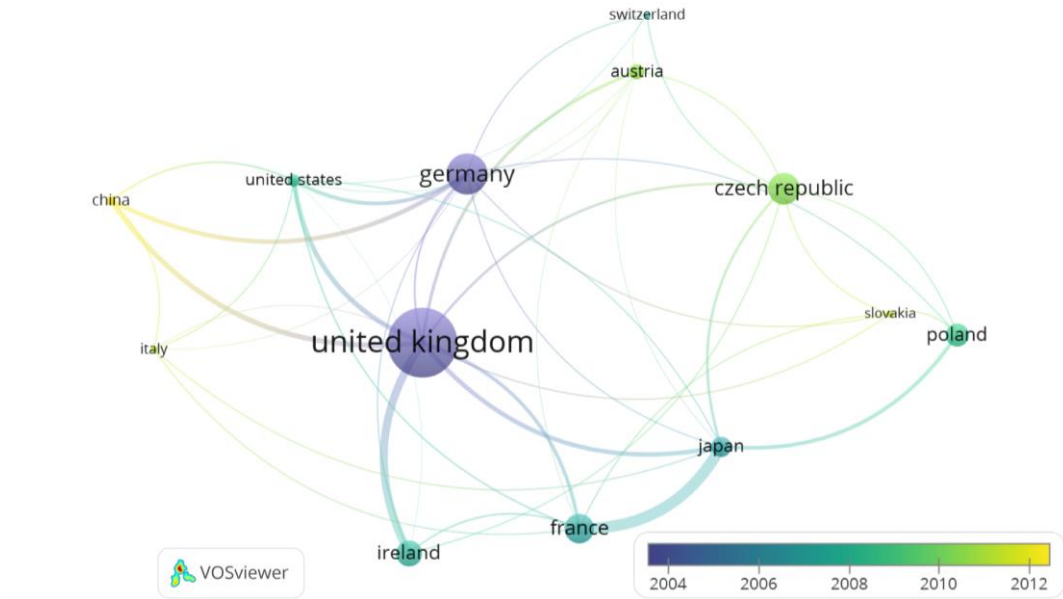 switzerland
austria
germany
united states
czech republic
china
slovakia
poland
united kingdom
italy
japan
france
ireland
VOSviewer
2004 2006 2008 2010 2012